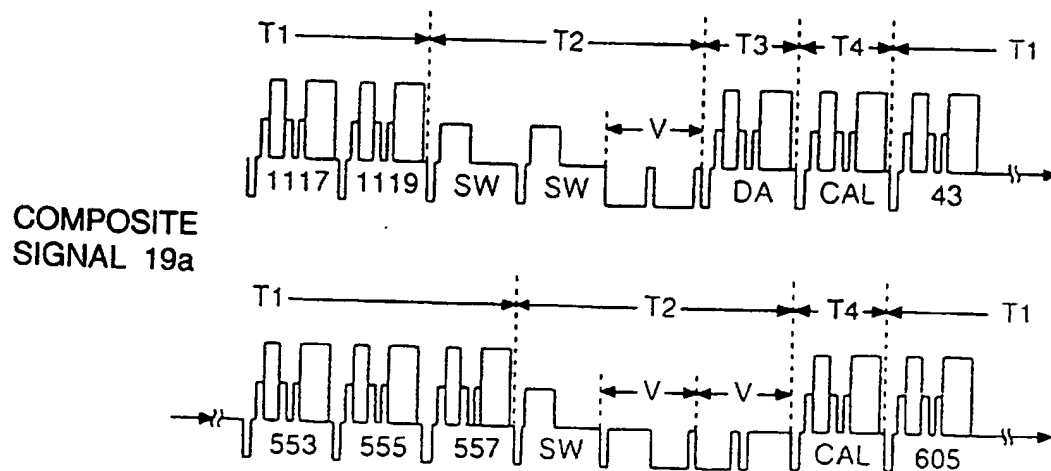 T1 T2 T3 T4 T1
V
1117 1119 SW SW DA CAL 43
COMPOSITE
SIGNAL 19a
T1 T2 T4 T1
V V
553 555 557 SW CAL 605